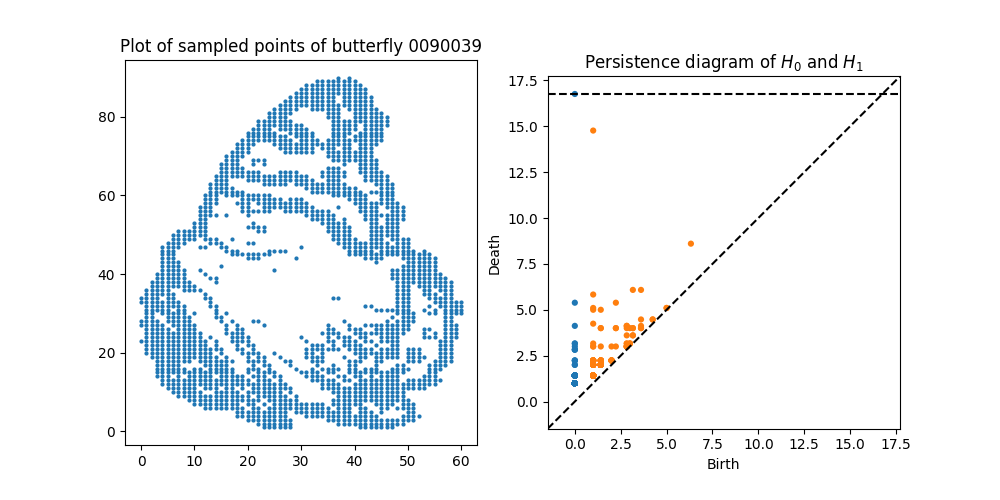 Plot of sampled points of butterfly 0090039
80
60
40
20
0
0 10 20 30 40 50 60
Persistence diagram of H₀ and H₁
17.5
15.0
12.5
10.0
7.5
5.0
2.5
0.0
Death
0.0 2.5 5.0 7.5 10.0 12.5 15.0 17.5
Birth